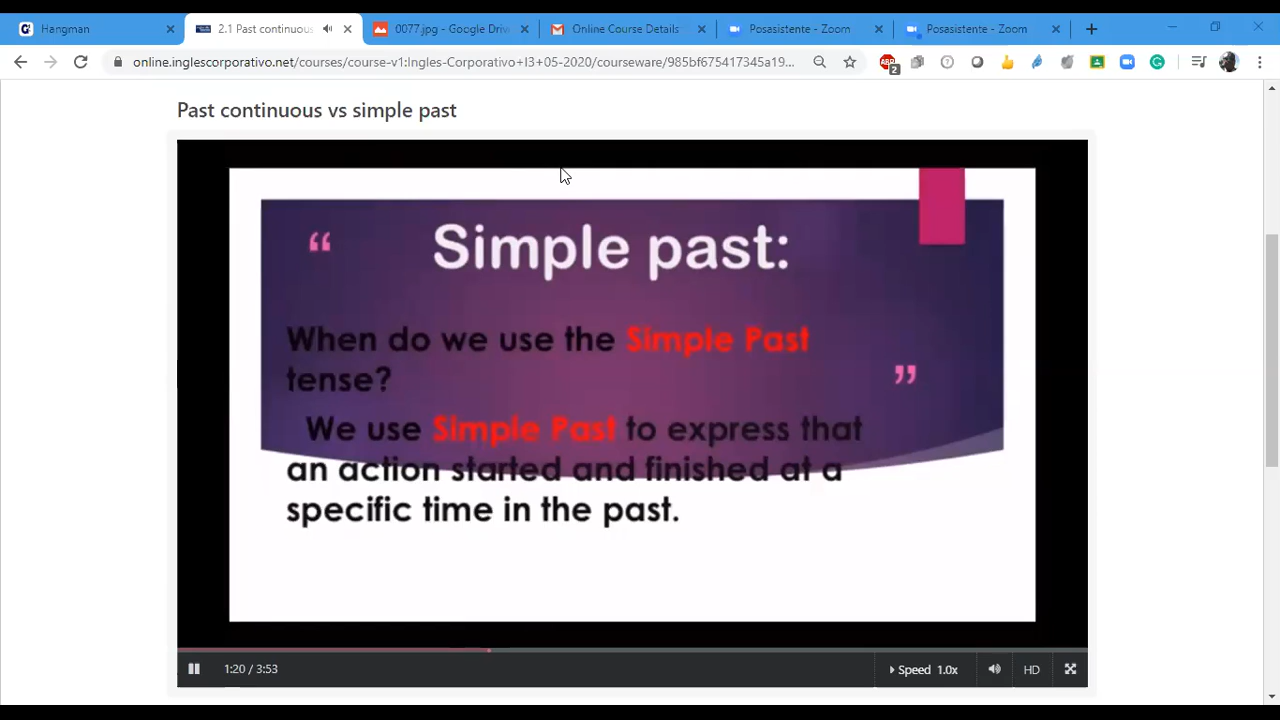 Hangman
2.1 Past continuous
0077.jpg - Google Driv
Online Course Details
Posasistente - Zoom
Posasistente - Zoom
online.inglescorporativo.net/courses/course-v1:Ingles-Corporativo+I3+05-2020/courseware/985bf675417345a19...
ABP
2
Past continuous vs simple past
“ Simple past:
When do we use the Simple Past
tense? ”
We use Simple Past to express that
an action started and finished at a
specific time in the past.
1:20 / 3:53
Speed 1.0x
HD